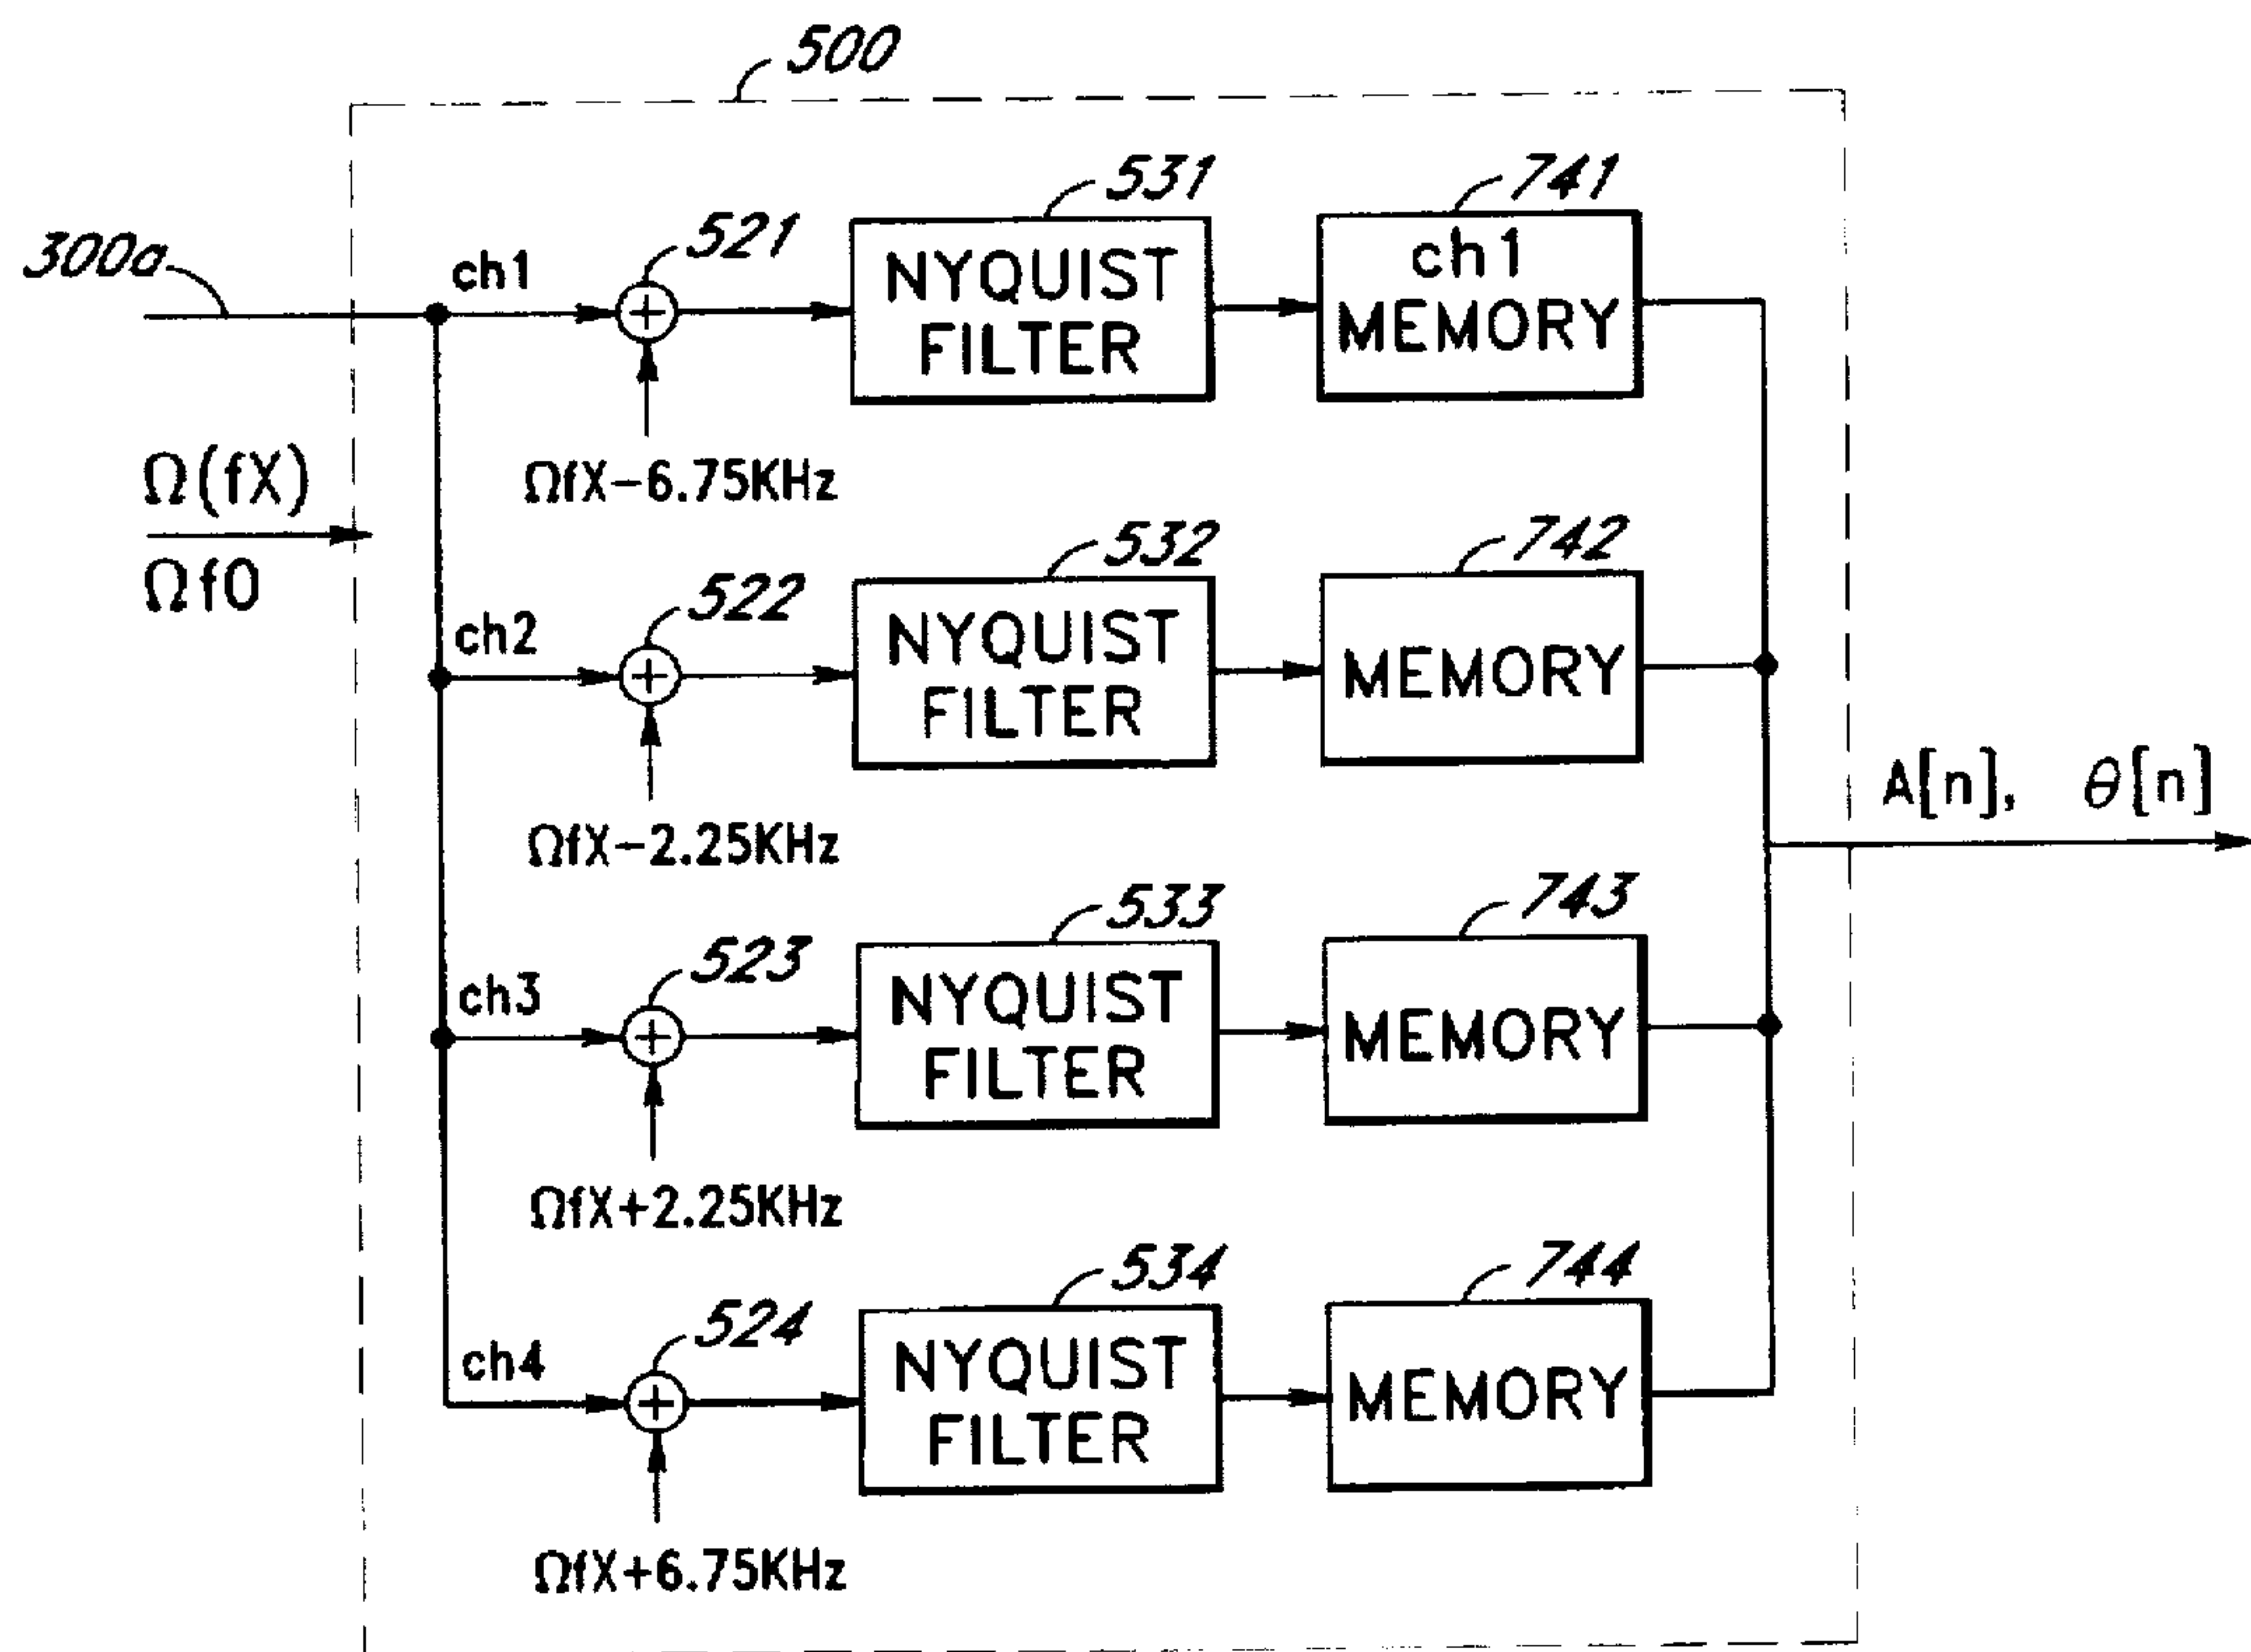 500
300a
ch1
521
531
NYQUIST
FILTER
741
ch1
MEMORY
ΩfX-6.75KHz
Ω(fX)
Ωf0
ch2
522
532
NYQUIST
FILTER
742
MEMORY
ΩfX-2.25KHz
A[n], θ[n]
ch3
523
533
NYQUIST
FILTER
743
MEMORY
ΩfX+2.25KHz
ch4
524
534
NYQUIST
FILTER
744
MEMORY
ΩfX+6.75KHz